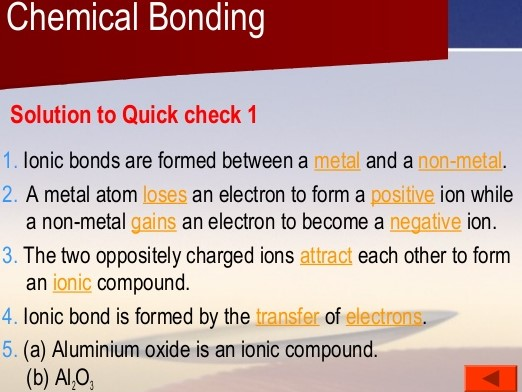 Chemical Bonding
Solution to Quick check 1
1. Ionic bonds are formed between a metal and a non-metal.
2. A metal atom loses an electron to form a positive ion while
a non-metal gains an electron to become a negative ion.
3. The two oppositely charged ions attract each other to form
an ionic compound.
4. Ionic bond is formed by the transfer of electrons.
5. (a) Aluminium oxide is an ionic compound.
(b) Al₂O₃